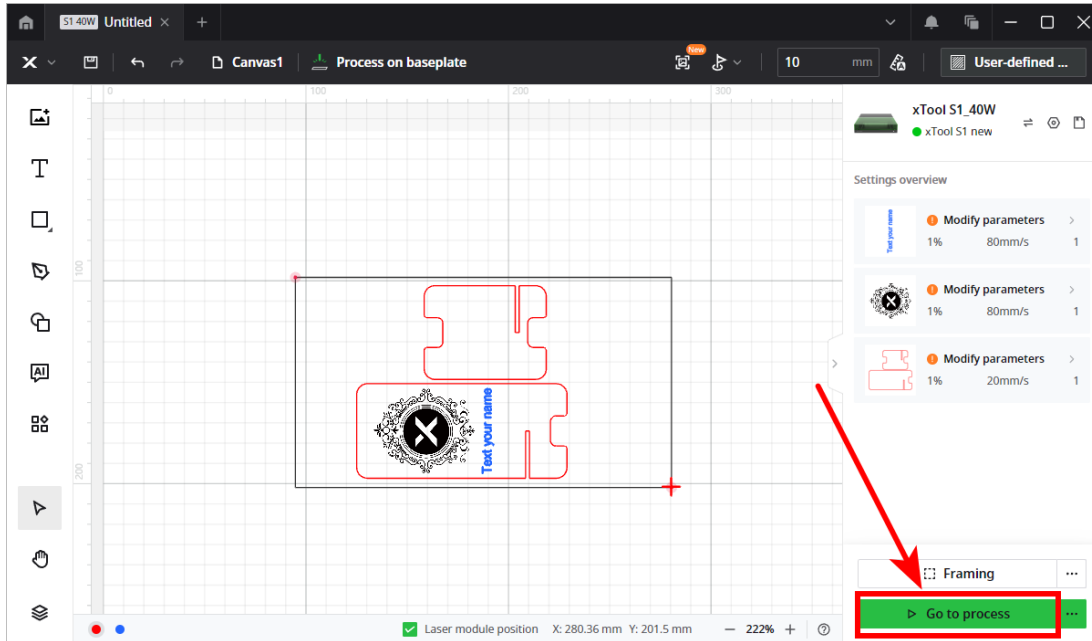 S1 40W Untitled
Canvas1
Process on baseplate
New
10 mm
User-defined ...
0 100 200 300
100
200
xTool S1_40W
xTool S1 new
Settings overview
Text your name
Modify parameters
1% 80mm/s 1
Modify parameters
1% 80mm/s 1
Modify parameters
1% 20mm/s 1
Text your name
AI
Framing
Go to process
Laser module position X: 280.36 mm Y: 201.5 mm
222%